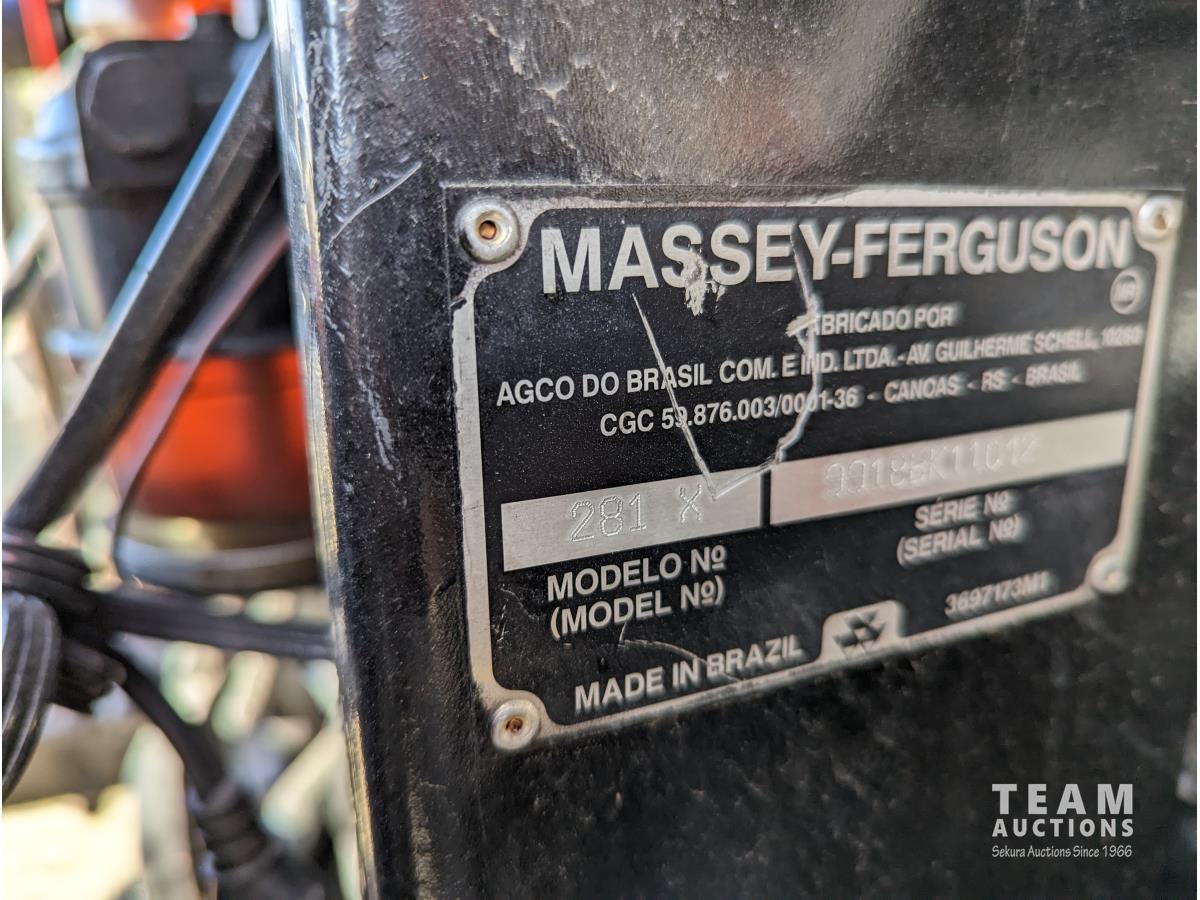 MASSEY-FERGUSON
FABRICADO POR
AGCO DO BRASIL COM. E IND. LTDA. - AV. GUILHERME SCHELL, 10260
CGC 59.876.003/0001-36 - CANOAS - RS - BRASIL
281 X
MODELO Nº
(MODEL Nº)
SÉRIE Nº
(SERIAL Nº)
MADE IN BRAZIL
3697173M1
TEAM
AUCTIONS
Sekura Auctions Since 1966